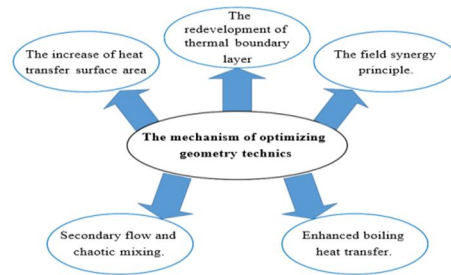 The
redevelopment of
thermal boundary
layer
The increase of heat
transfer surface area
The field synergy
principle.
The mechanism of optimizing
geometry technics
Secondary flow and
chaotic mixing.
Enhanced boiling
heat transfer.